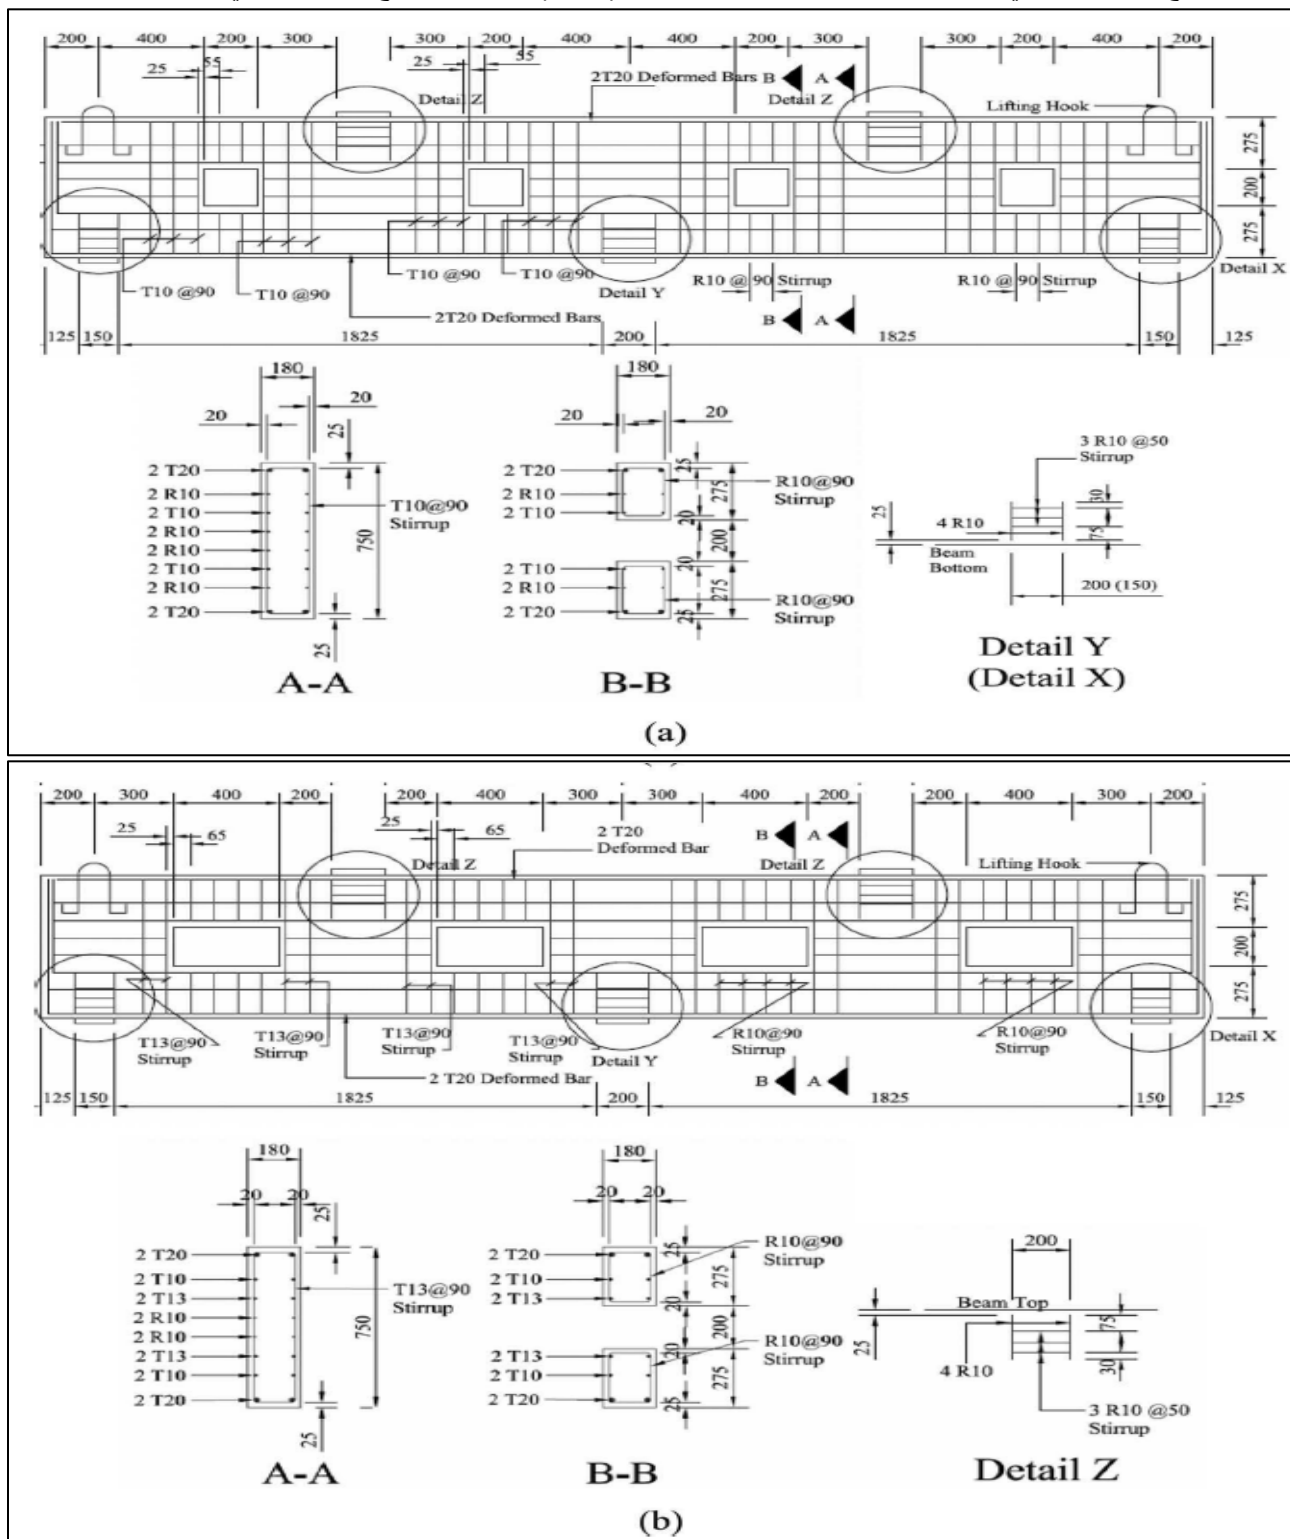 200 400 200 300 300 200 400 400 200 300 300 200 400 200
25 55 25 55
2T20 Deformed Bars B A
Detail Z Detail Z Lifting Hook
275
200
275
T10 @90 T10 @90 T10 @90 T10 @90 Detail Y R10 @ 90 Stirrup R10 @ 90 Stirrup Detail X
2T20 Deformed Bars B A
125 150 1825 200 1825 150 125
180 180
20 20 20 20
25 25
3 R10 @50
Stirrup
2 T20
2 R10
2 T10
2 R10
2 R10
2 T10
2 R10
2 T20
T10@90
Stirrup
750
25
2 T20
2 R10
2 T10
2 T10
2 R10
2 T20
R10@90
Stirrup
275
20
200
20
275
25
R10@90
Stirrup
25
4 R10
Beam
Bottom
30
75
200 (150)
A-A
B-B
Detail Y
(Detail X)
(a)
200 300 400 200 200 400 300 300 400 200 200 400 300 200
25 65 25 65
2 T20
Deformed Bar
B A
Detail Z Detail Z Lifting Hook
275
200
275
T13@90
Stirrup
T13@90
Stirrup
T13@90
Stirrup
T13@90
Stirrup
Detail Y
R10@90
Stirrup
R10@90
Stirrup
Detail X
2 T20 Deformed Bar B A
125 150 1825 200 1825 150 125
180 180
20 20 20 20
25 25
2 T20
2 T10
2 T13
2 R10
2 R10
2 T13
2 T10
2 T20
T13@90
Stirrup
750
25
2 T20
2 T10
2 T13
2 T13
2 T10
2 T20
R10@90
Stirrup
275
20
200
20
R10@90
Stirrup
275
25
200
Beam Top
25
75
4 R10
30
3 R10 @50
Stirrup
A-A
B-B
Detail Z
(b)